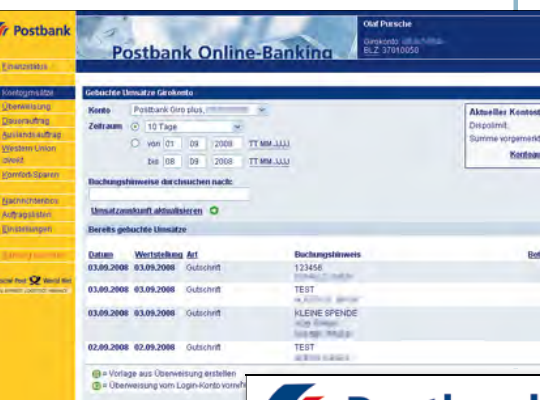 Postbank
Postbank Online-Banking
Olaf Pursche
Girokonto
BLZ 37010050
Finanzstatus
Kontoumsätze
Überweisung
Dauerauftrag
Auslandsauftrag
Western Union
direkt
Komfort-Sparen
Nachrichtenbox
Auftragslisten
Einstellungen
Gebuchte Umsätze Girokonto
Konto Postbank Giro plus,
Zeitraum 10 Tage
von 01 09 2008 TT.MM.JJJJ
bis 08 09 2008 TT.MM.JJJJ
Buchungshinweise durchsuchen nach:
Umsatzauskunft aktualisieren
Aktueller Kontost
Dispolimit:
Summe vorgemerkt
Kontoau
Bereits gebuchte Umsätze
Datum Wertstellung Art Buchungshinweis Bet
03.09.2008 03.09.2008 Gutschrift 123456
03.09.2008 03.09.2008 Gutschrift TEST
03.09.2008 03.09.2008 Gutschrift KLEINE SPENDE
02.09.2008 02.09.2008 Gutschrift TEST
= Vorlage aus Überweisung erstellen
= Überweisung vom Login-Konto vorneh